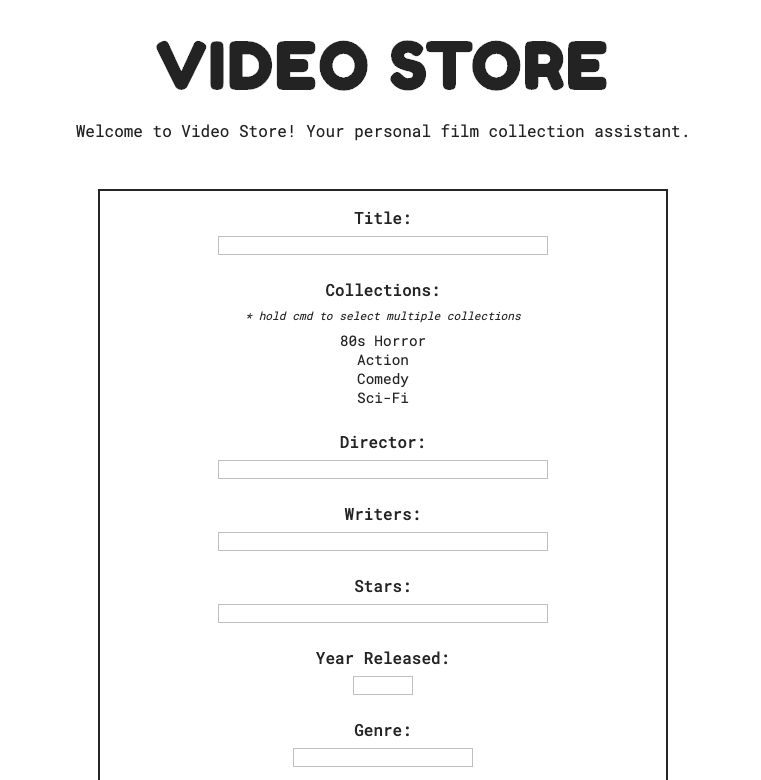 VIDEO STORE
Welcome to Video Store! Your personal film collection assistant.
Title:
Collections:
* hold cmd to select multiple collections
80s Horror
Action
Comedy
Sci-Fi
Director:
Writers:
Stars:
Year Released:
Genre: